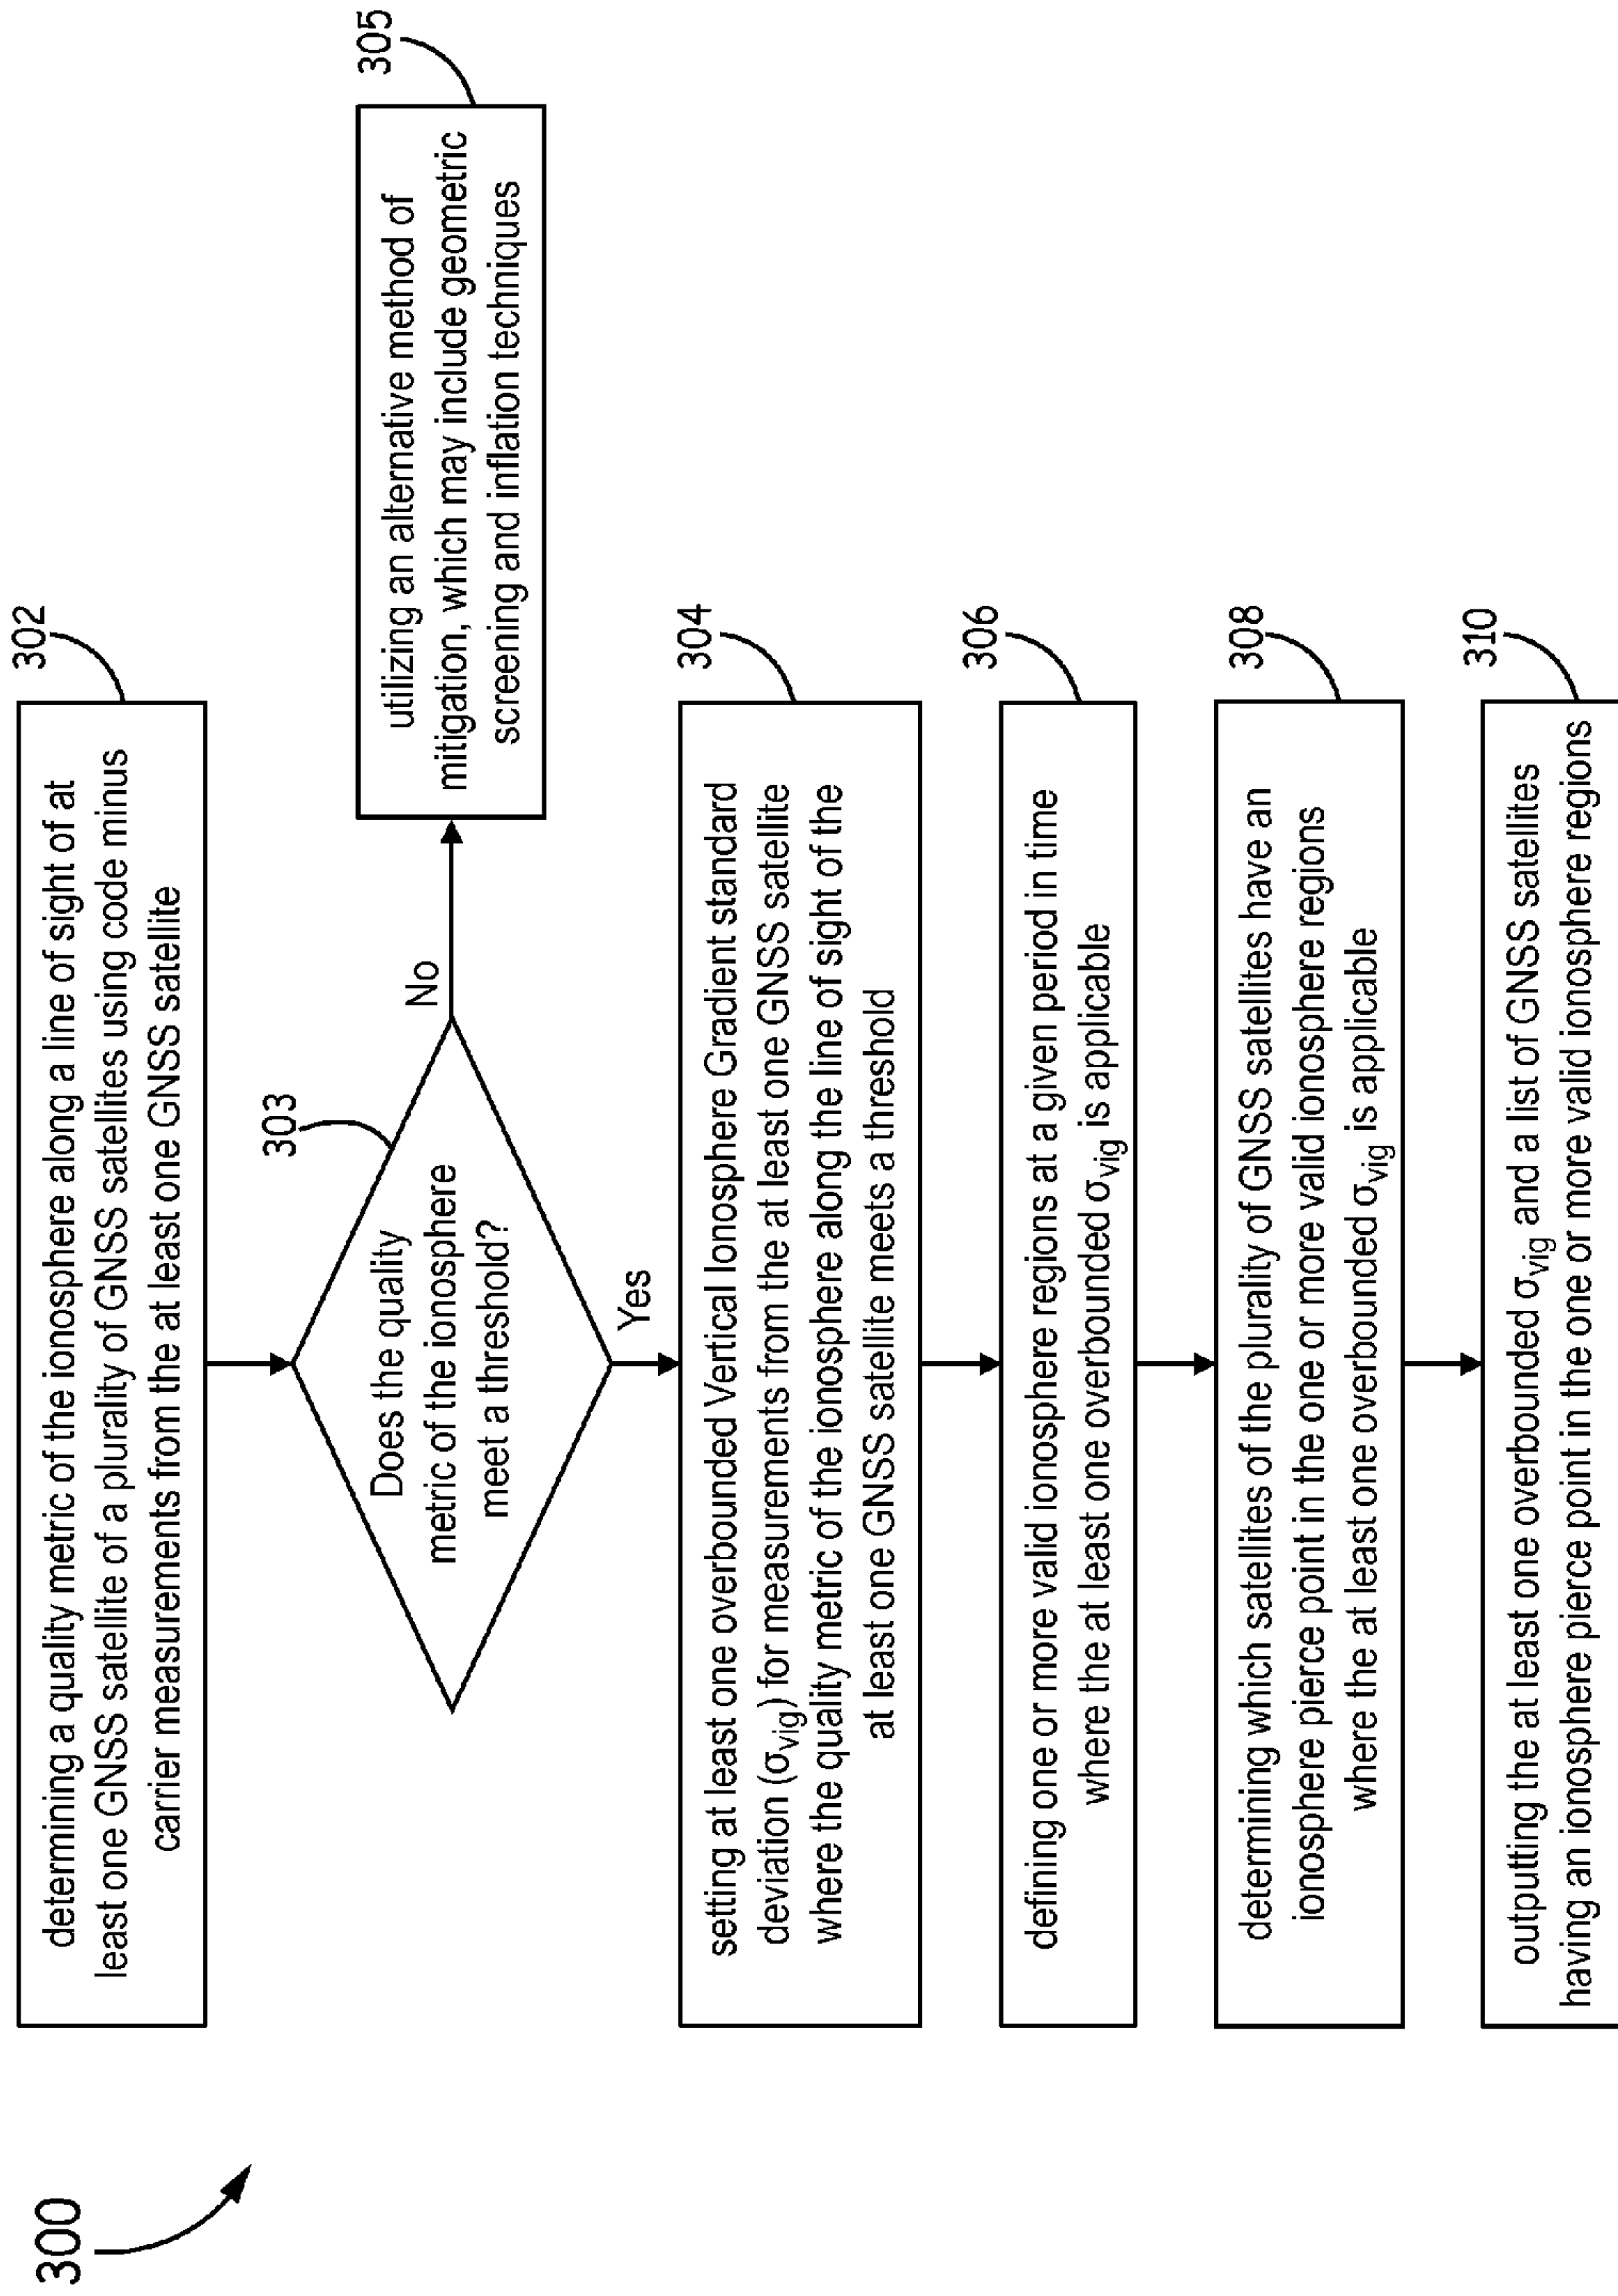 300
302
determining a quality metric of the ionosphere along a line of sight of at
least one GNSS satellite of a plurality of GNSS satellites using code minus
carrier measurements from the at least one GNSS satellite
303
Does the quality
metric of the ionosphere
meet a threshold?
No
305
utilizing an alternative method of
mitigation, which may include geometric
screening and inflation techniques
Yes
304
setting at least one overbounded Vertical Ionosphere Gradient standard
deviation (σvig) for measurements from the at least one GNSS satellite
where the quality metric of the ionosphere along the line of sight of the
at least one GNSS satellite meets a threshold
306
defining one or more valid ionosphere regions at a given period in time
where the at least one overbounded σvig is applicable
308
determining which satellites of the plurality of GNSS satellites have an
ionosphere pierce point in the one or more valid ionosphere regions
where the at least one overbounded σvig is applicable
310
outputting the at least one overbounded σvig and a list of GNSS satellites
having an ionosphere pierce point in the one or more valid ionosphere regions